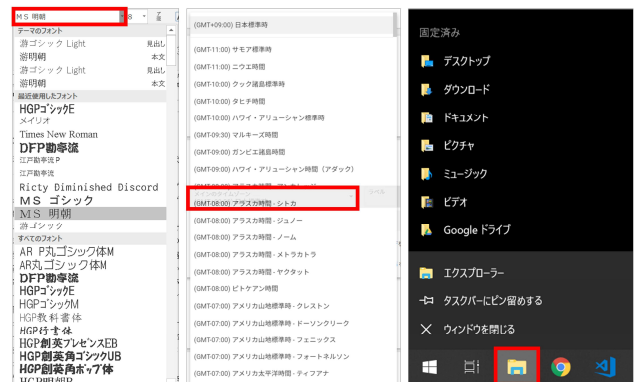 MS 明朝
8
テーマのフォント
游ゴシック Light 見出し
游明朝 本文
游ゴシック Light 見出し
游明朝 本文
最近使用したフォント
HGPゴシックE
メイリオ
Times New Roman
DFP勘亭流
江戸勘亭流P
江戸勘亭流
Ricty Diminished Discord
MS ゴシック
MS 明朝
游ゴシック
すべてのフォント
AR P丸ゴシック体M
AR丸ゴシック体M
DFP勘亭流
HGPゴシックE
HGPゴシックM
HGP教科書体
HGP行書体
HGP創英プレゼンスEB
HGP創英角ゴシックUB
HGP創英角ポップ体
HGP明朝B
(GMT+09:00) 日本標準時
(GMT-11:00) サモア標準時
(GMT-11:00) ニウエ時間
(GMT-10:00) クック諸島標準時
(GMT-10:00) タヒチ時間
(GMT-10:00) ハワイ・アリューシャン標準時
(GMT-09:30) マルキーズ時間
(GMT-09:00) ガンビエ諸島時間
(GMT-09:00) ハワイ・アリューシャン時間（アダック）
(GMT-08:00) アラスカ時間 - シトカ
ラベル
(GMT-08:00) アラスカ時間 - ジュノー
(GMT-08:00) アラスカ時間 - ノーム
(GMT-08:00) アラスカ時間 - メトラカトラ
(GMT-08:00) アラスカ時間 - ヤクタット
(GMT-08:00) ピトケアン時間
(GMT-07:00) アメリカ山地標準時 - クレストン
(GMT-07:00) アメリカ山地標準時 - ドーソンクリーク
(GMT-07:00) アメリカ山地標準時 - フェニックス
(GMT-07:00) アメリカ山地標準時 - フォートネルソン
(GMT-07:00) アメリカ太平洋時間 - ティフアナ
固定済み
デスクトップ
ダウンロード
ドキュメント
ピクチャ
ミュージック
ビデオ
Google ドライブ
エクスプローラー
タスクバーにピン留めする
ウィンドウを閉じる